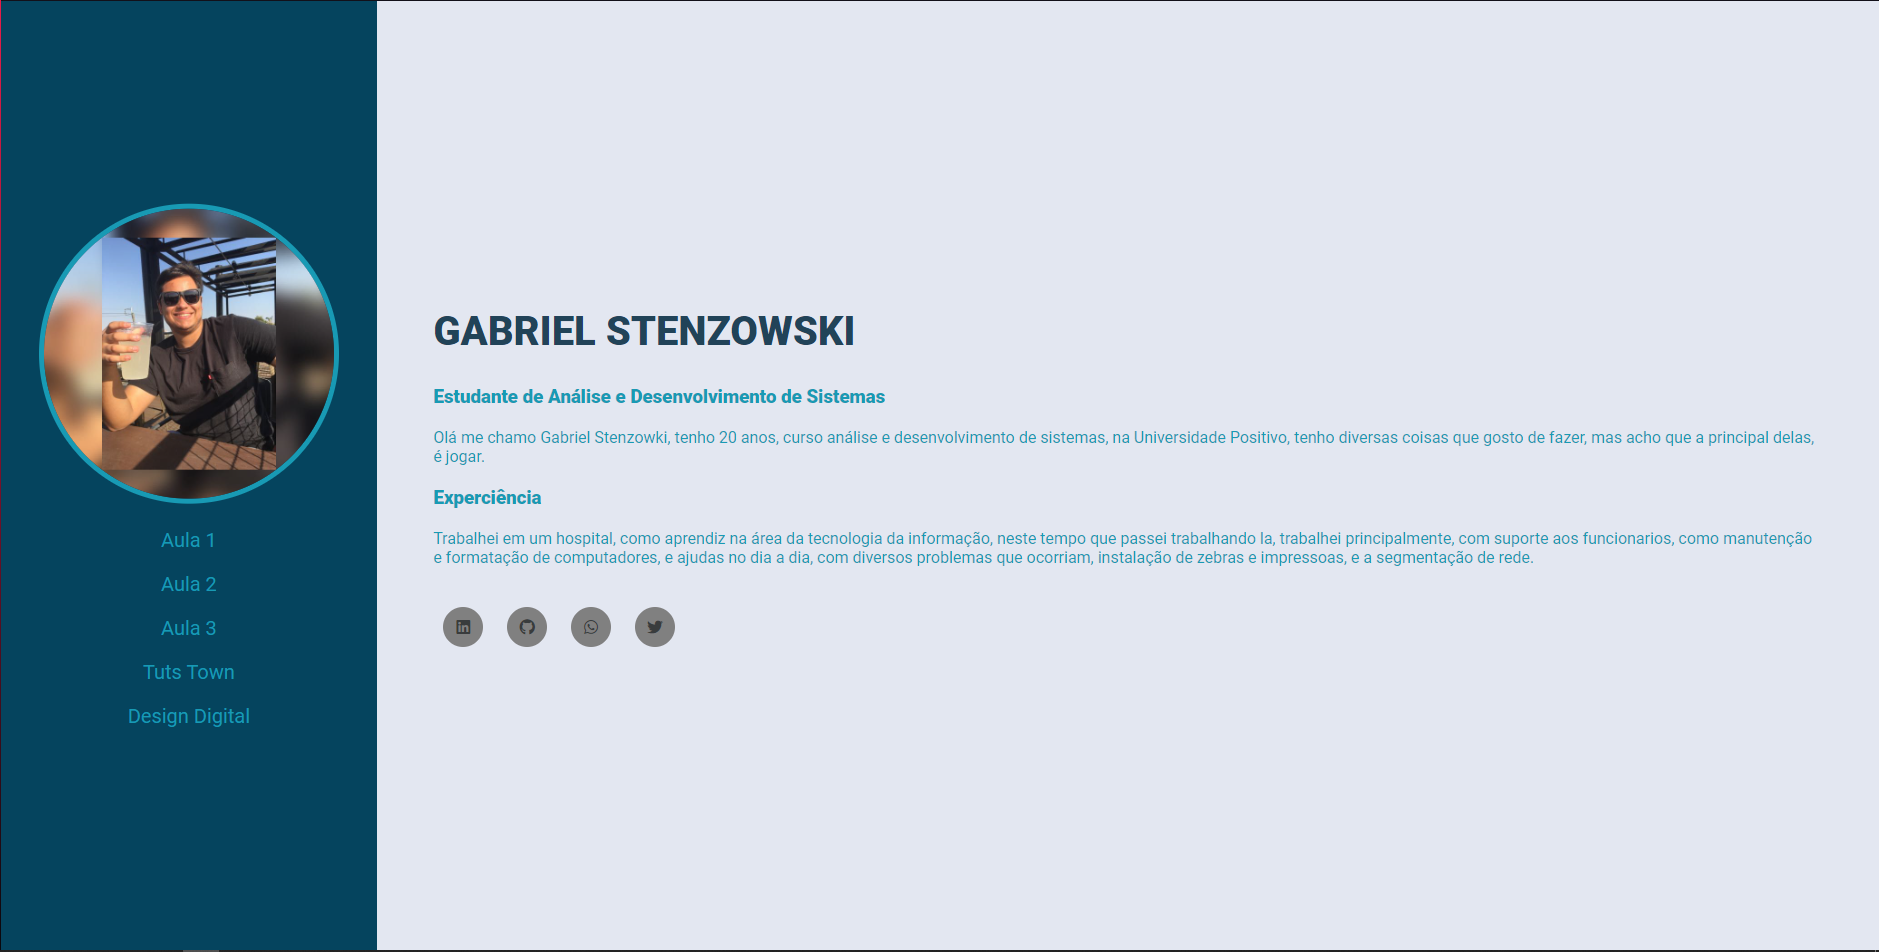 Aula 1
Aula 2
Aula 3
Tuts Town
Design Digital
GABRIEL STENZOWSKI
Estudante de Análise e Desenvolvimento de Sistemas
Olá me chamo Gabriel Stenzowki, tenho 20 anos, curso análise e desenvolvimento de sistemas, na Universidade Positivo, tenho diversas coisas que gosto de fazer, mas acho que a principal delas,
é jogar.
Experciência
Trabalhei em um hospital, como aprendiz na área da tecnologia da informação, neste tempo que passei trabalhando la, trabalhei principalmente, com suporte aos funcionarios, como manutenção
e formatação de computadores, e ajudas no dia a dia, com diversos problemas que ocorriam, instalação de zebras e impressoas, e a segmentação de rede.